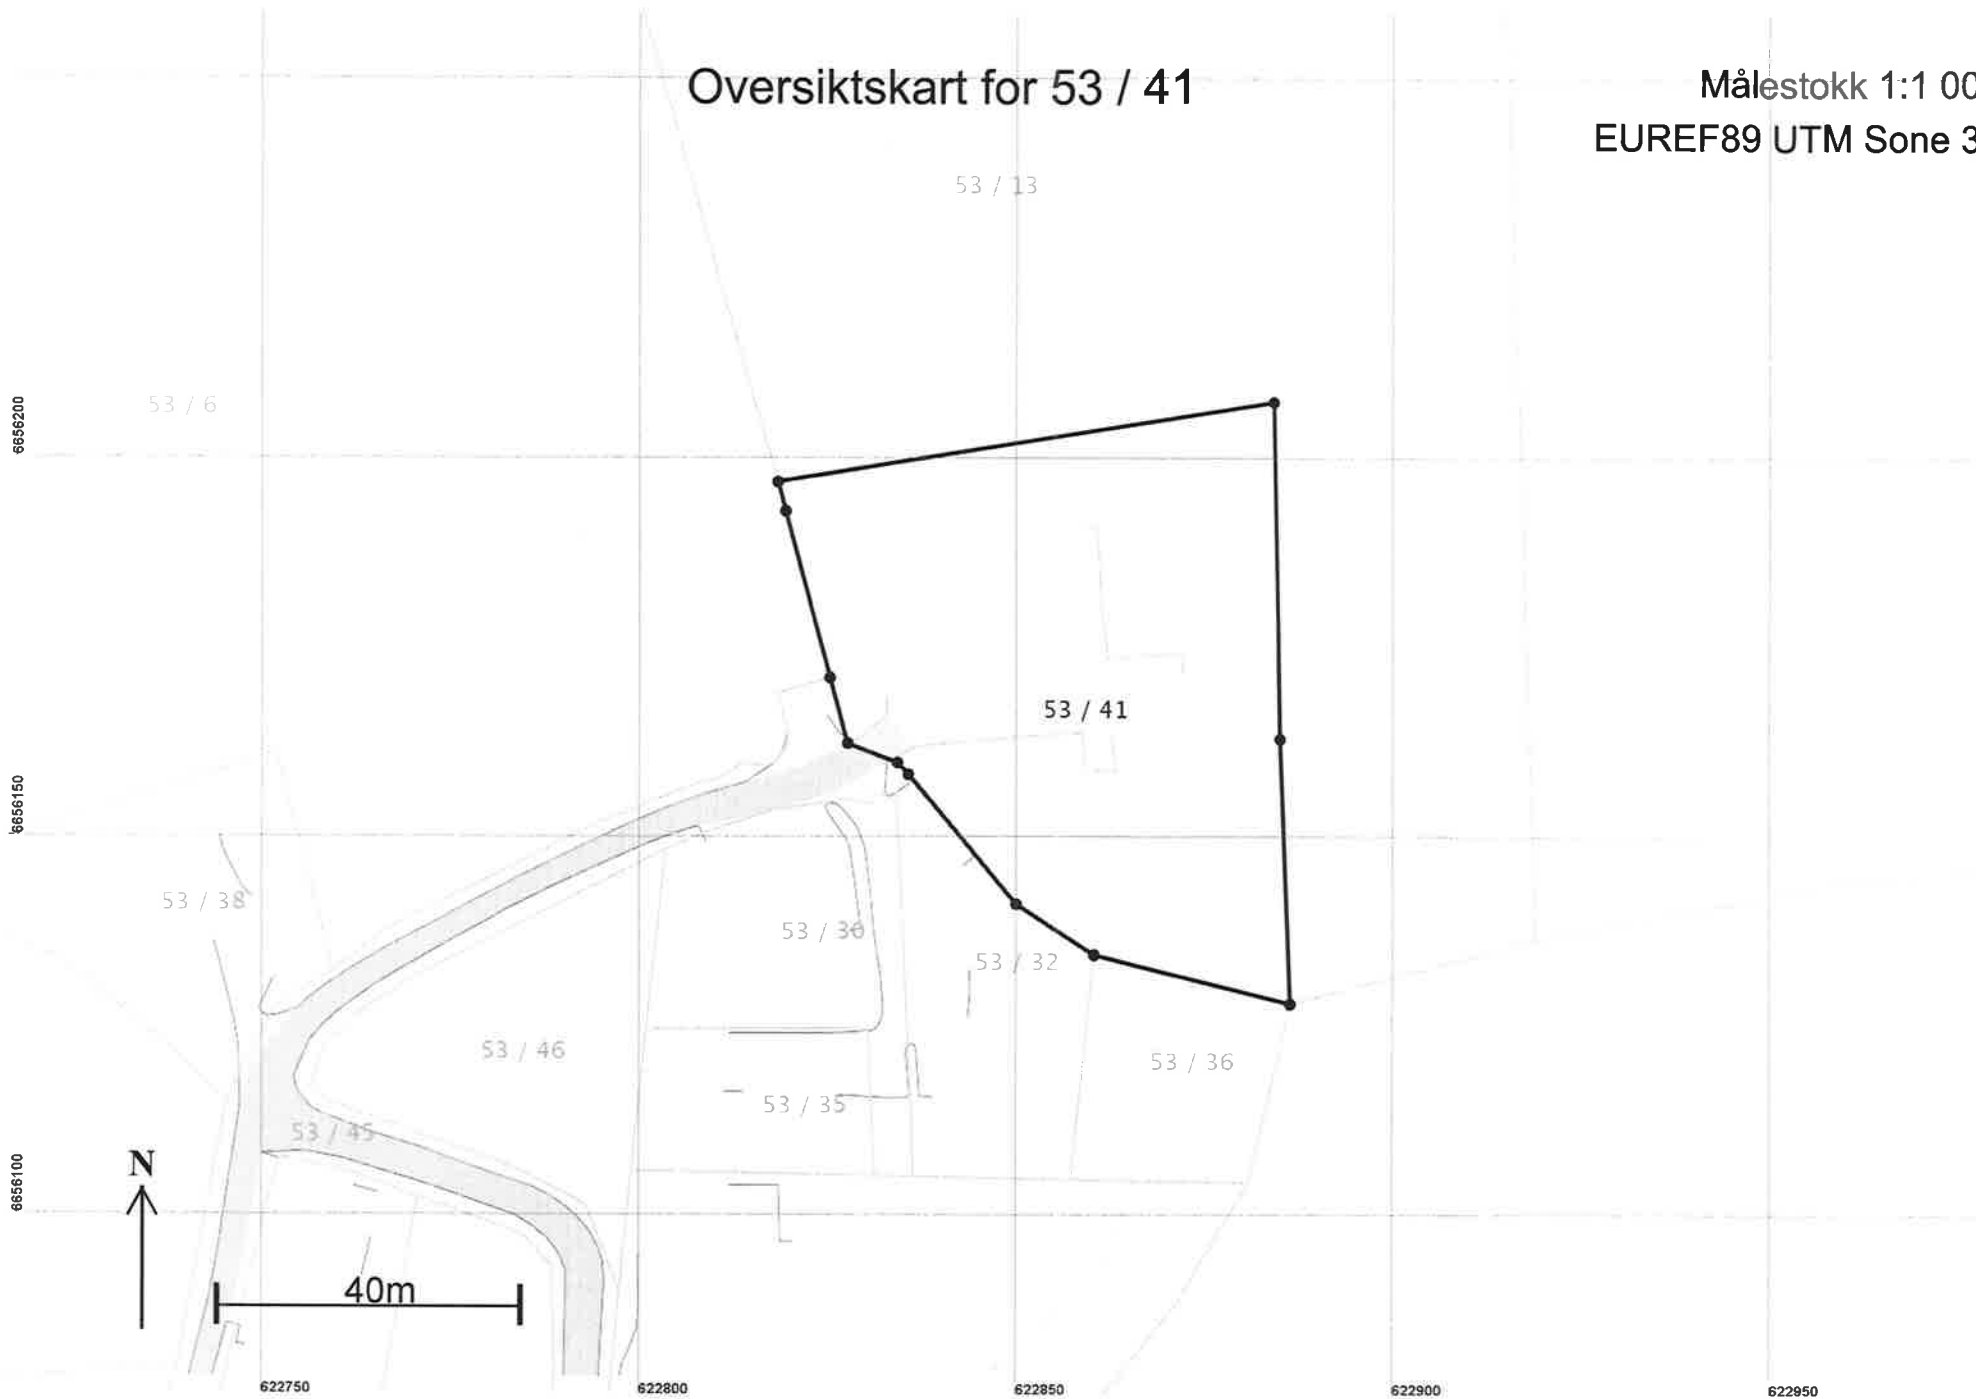 Oversiktskart for 53 / 41
Målestokk 1:1 00
EUREF89 UTM Sone 3
53 / 13
53 / 6
6656200
53 / 41
6656150
53 / 38
53 / 30
53 / 32
53 / 46
53 / 36
53 / 35
53 / 45
N
6656100
40m
622750
622800
622850
622900
622950